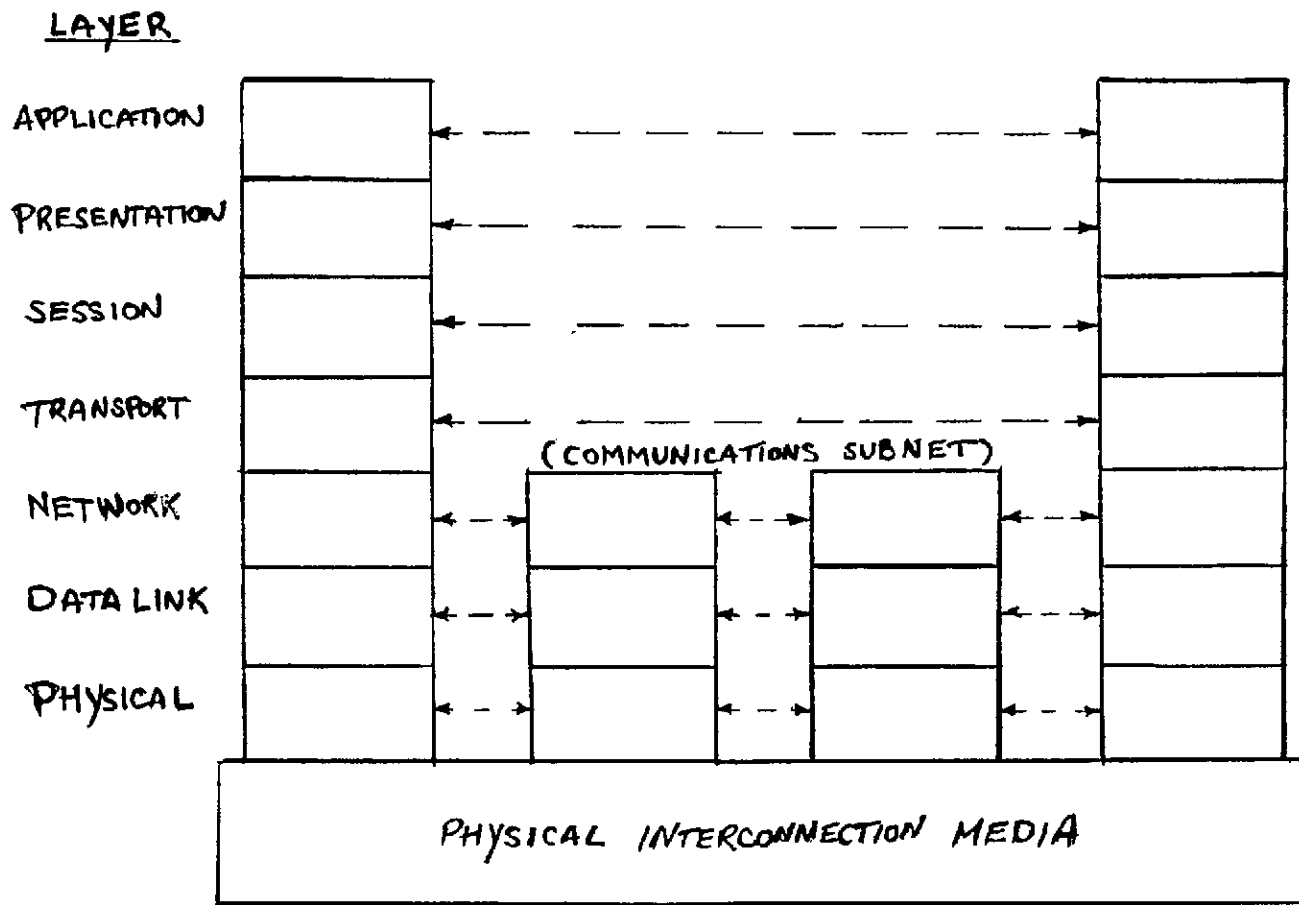 LAYER
APPLICATION
PRESENTATION
SESSION
TRANSPORT
(COMMUNICATIONS SUBNET)
NETWORK
DATA LINK
PHYSICAL
PHYSICAL INTERCONNECTION MEDIA